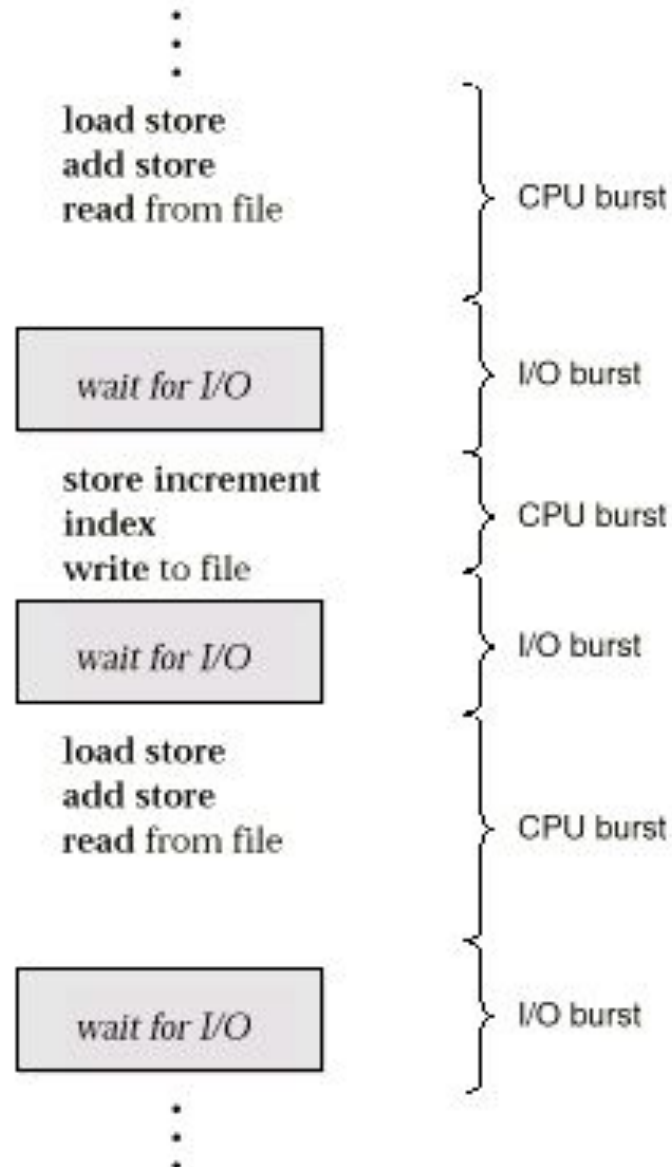 load store
add store
read from file
CPU burst
wait for I/O
I/O burst
store increment
index
write to file
CPU burst
wait for I/O
I/O burst
load store
add store
read from file
CPU burst
wait for I/O
I/O burst